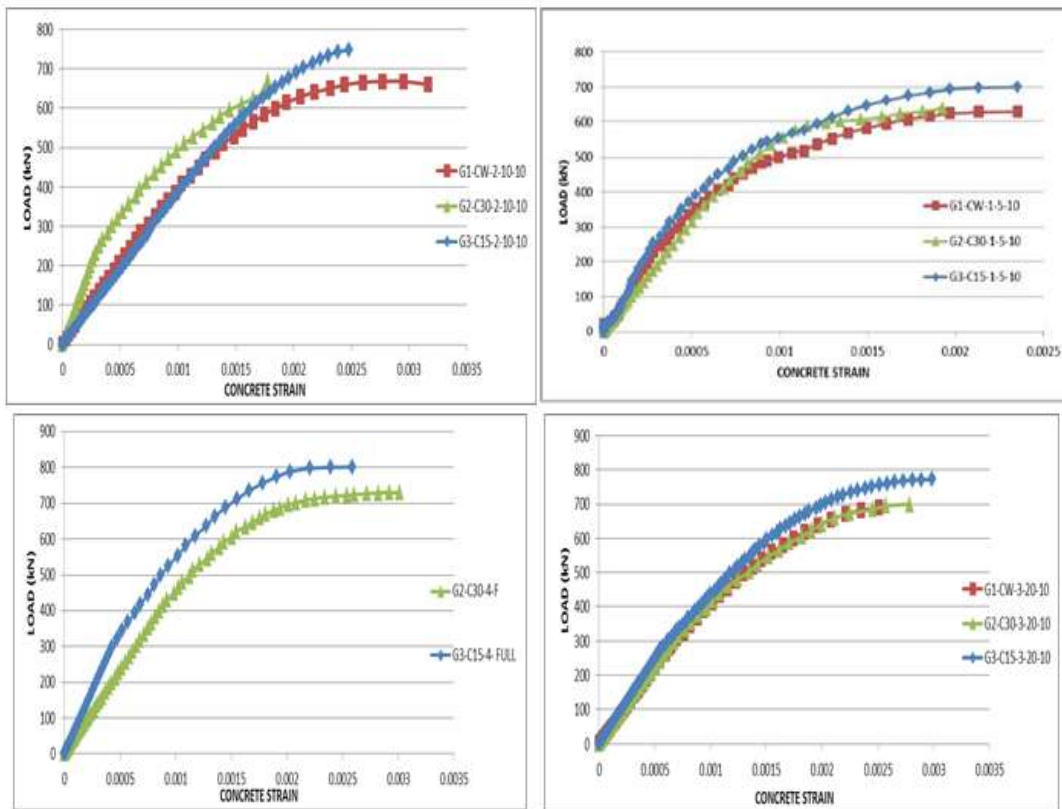 800
700
600
500
400
300
200
100
0
LOAD (kN)
0 0.0005 0.001 0.0015 0.002 0.0025 0.003 0.0035
CONCRETE STRAIN
G1-CW-2-10-10
G2-C30-2-10-10
G3-C15-2-10-10
800
700
600
500
400
300
200
100
0
LOAD (kN)
0 0.0005 0.001 0.0015 0.002 0.0025
CONCRETE STRAIN
G1-CW-1-5-10
G2-C30-1-5-10
G3-C15-1-5-10
900
800
700
600
500
400
300
200
100
0
LOAD (kN)
0 0.0005 0.001 0.0015 0.002 0.0025 0.003 0.0035
CONCRETE STRAIN
G2-C30-4-F
G3-C15-4- FULL
900
800
700
600
500
400
300
200
100
0
LOAD (kN)
0 0.0005 0.001 0.0015 0.002 0.0025 0.003 0.0035
CONCRETE STRAIN
G1-CW-3-20-10
G2-C30-3-20-10
G3-C15-3-20-10